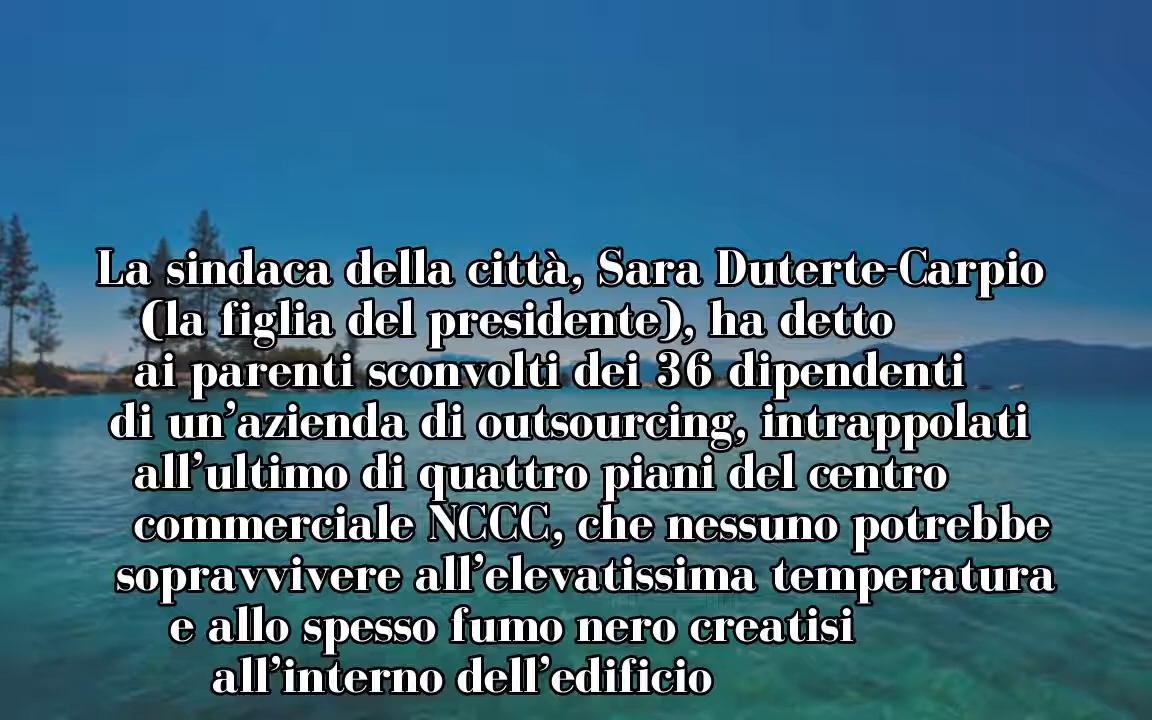 La sindaca della città, Sara Duterte-Carpio
(la figlia del presidente), ha detto
ai parenti sconvolti dei 36 dipendenti
di un’azienda di outsourcing, intrappolati
all’ultimo di quattro piani del centro
commerciale NCCC, che nessuno potrebbe
sopravvivere all’elevatissima temperatura
e allo spesso fumo nero creatisi
all’interno dell’edificio